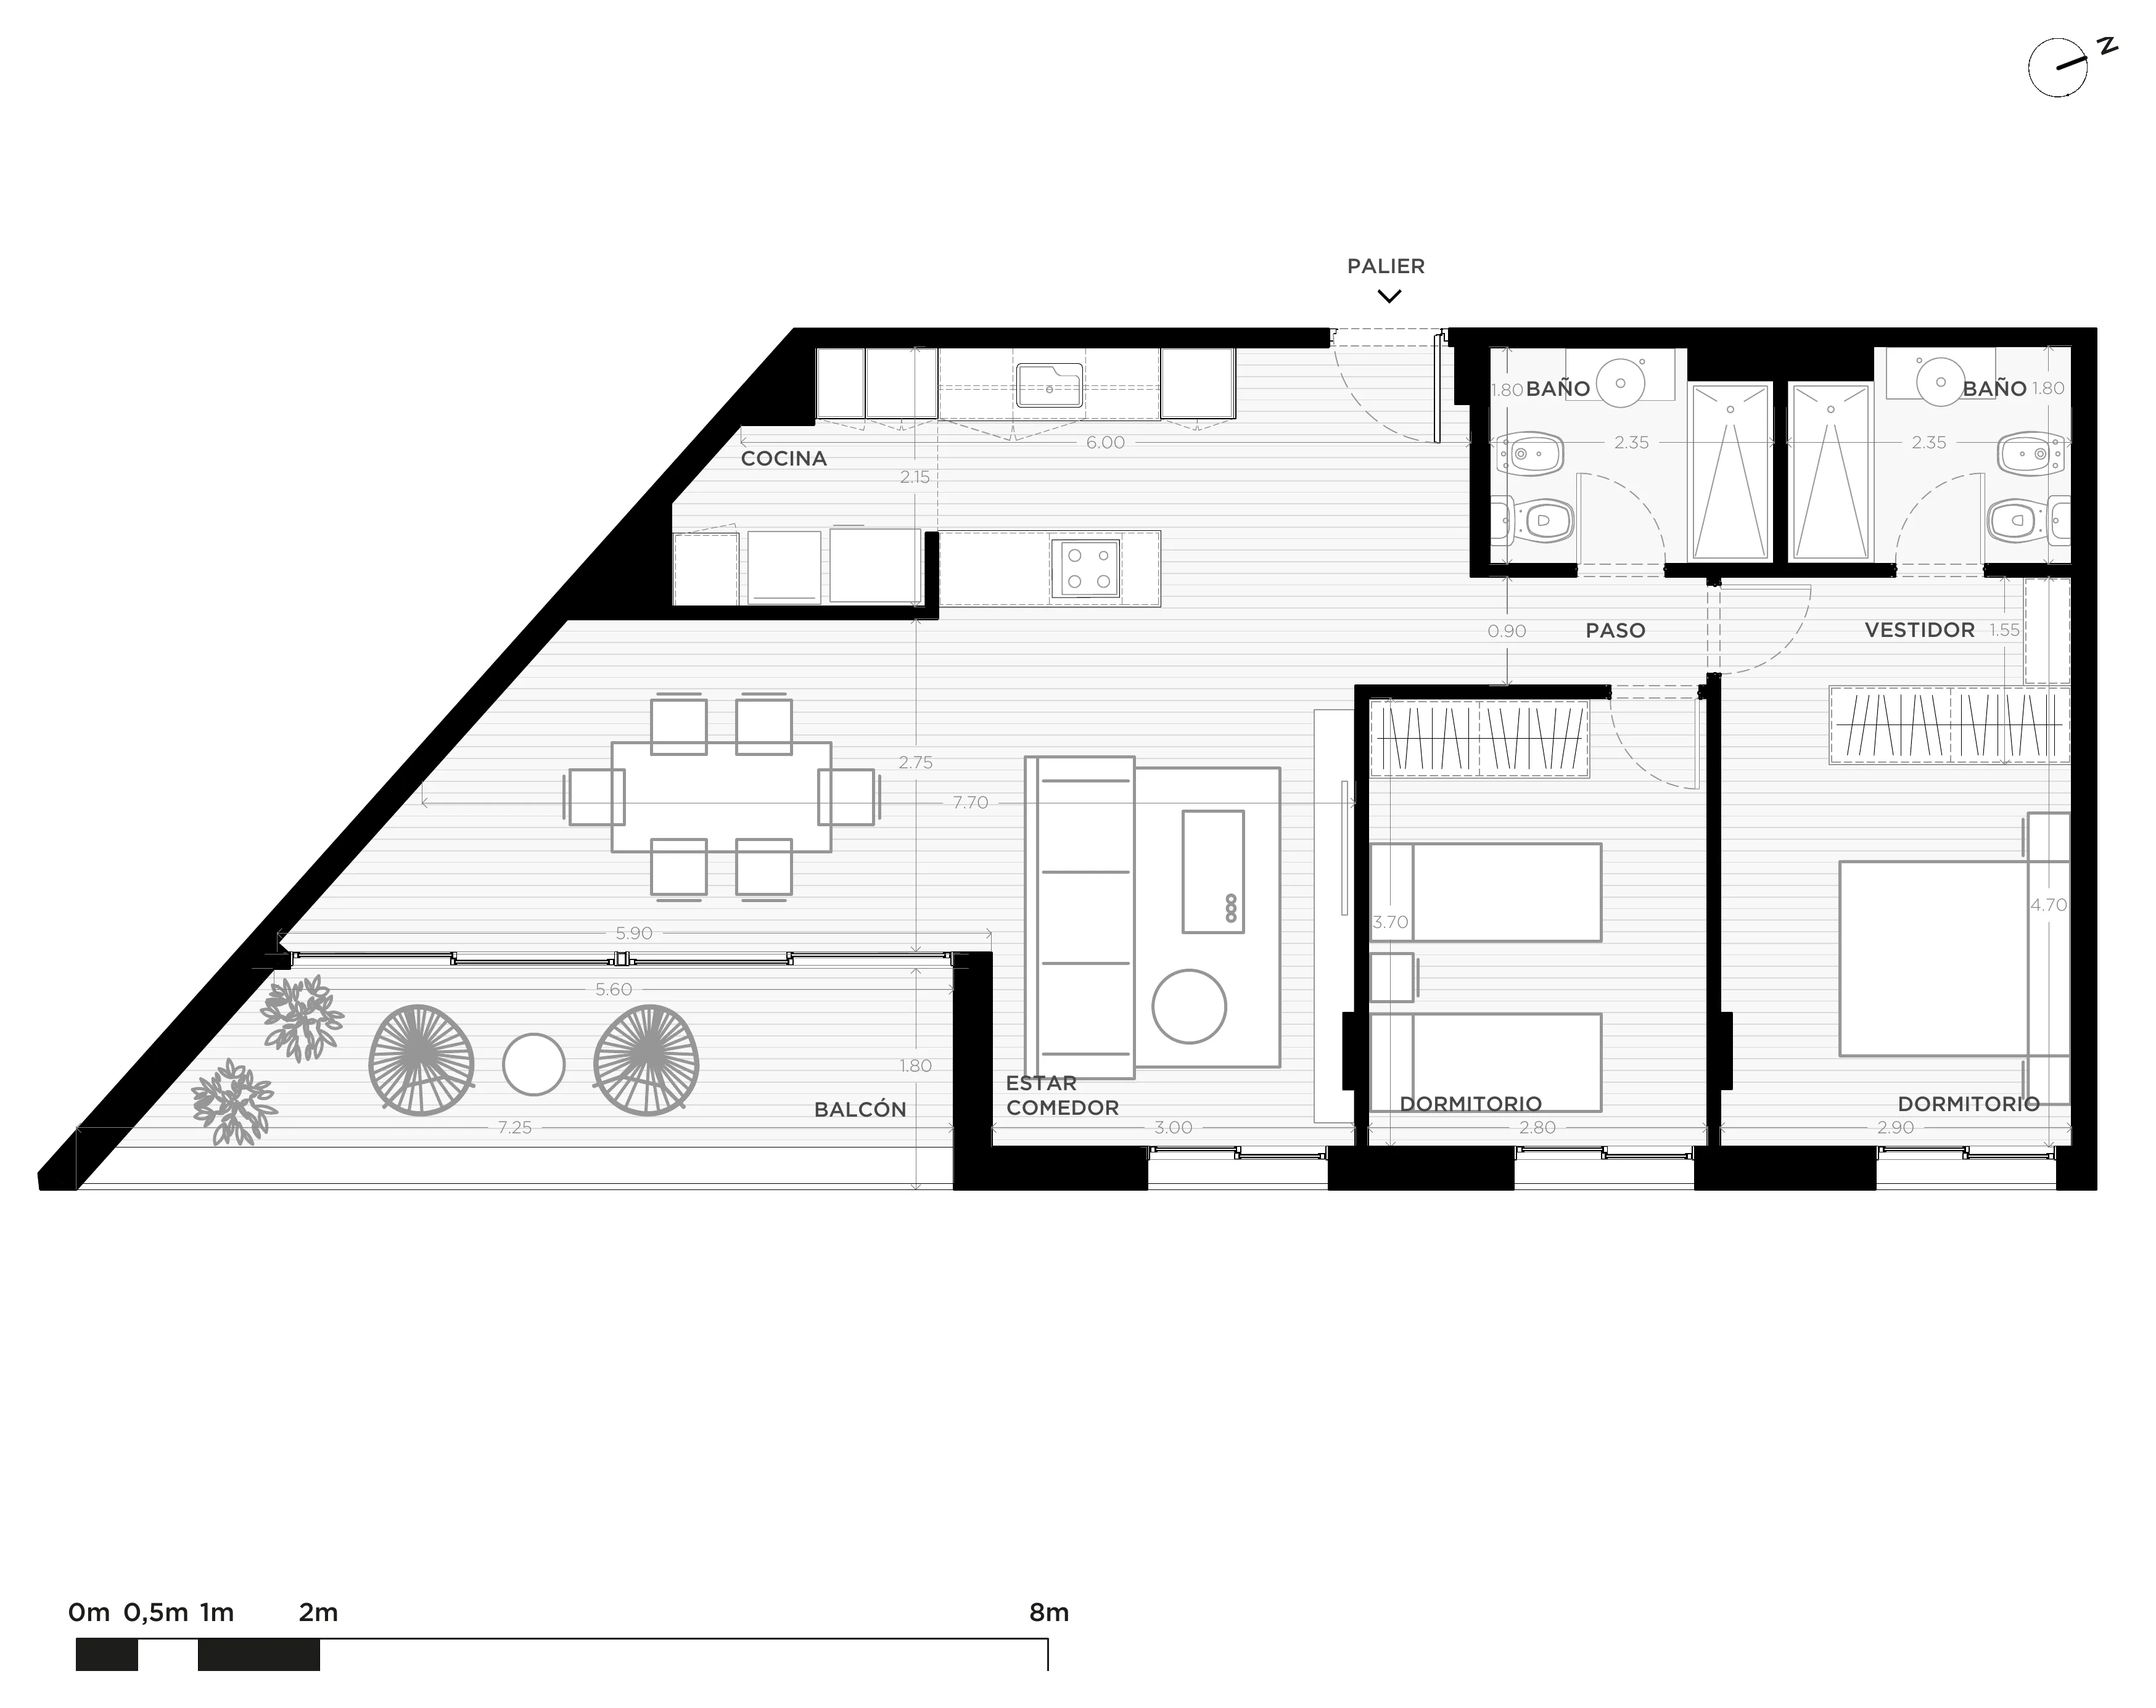 N
PALIER
1.80 BAÑO
BAÑO 1.80
6.00
2.35
2.35
COCINA
2.15
0.90
PASO
VESTIDOR
1.55
2.75
7.70
3.70
4.70
5.90
5.60
1.80
ESTAR
COMEDOR
BALCÓN
DORMITORIO
DORMITORIO
7.25
3.00
2.80
2.90
0m 0,5m 1m 2m 8m